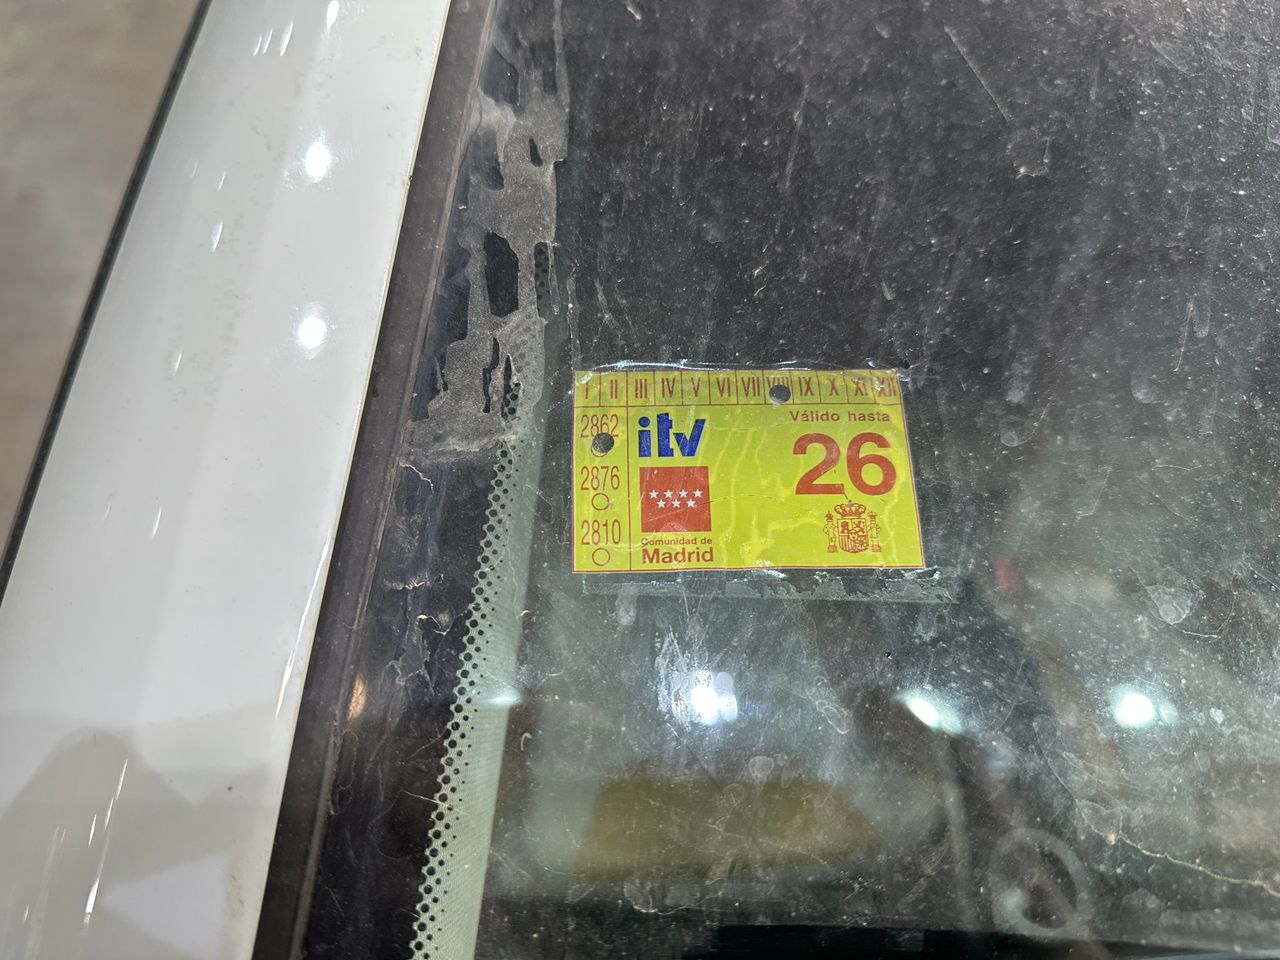 I II III IV V VI VII VIII IX X XI XII
2862
2876
2810
itv
Válido hasta
26
Comunidad de
Madrid